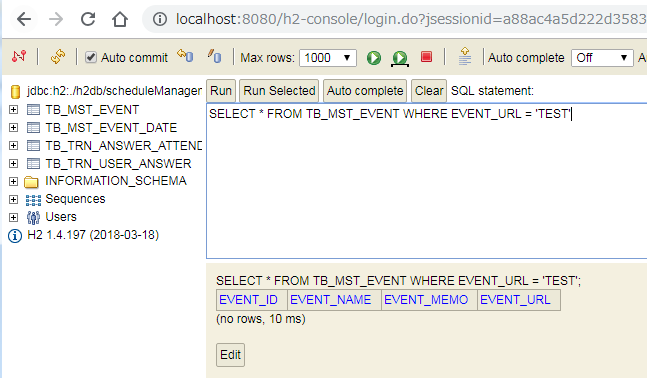 localhost:8080/h2-console/login.do?jsessionid=a88ac4a5d222d3583
Auto commit Max rows: 1000 Auto complete Off
jdbc:h2:./h2db/scheduleManager
TB_MST_EVENT
TB_MST_EVENT_DATE
TB_TRN_ANSWER_ATTEND
TB_TRN_USER_ANSWER
INFORMATION_SCHEMA
Sequences
Users
H2 1.4.197 (2018-03-18)
Run Run Selected Auto complete Clear SQL statement:
SELECT * FROM TB_MST_EVENT WHERE EVENT_URL = 'TEST'
SELECT * FROM TB_MST_EVENT WHERE EVENT_URL = 'TEST';
EVENT_ID EVENT_NAME EVENT_MEMO EVENT_URL
(no rows, 10 ms)
Edit